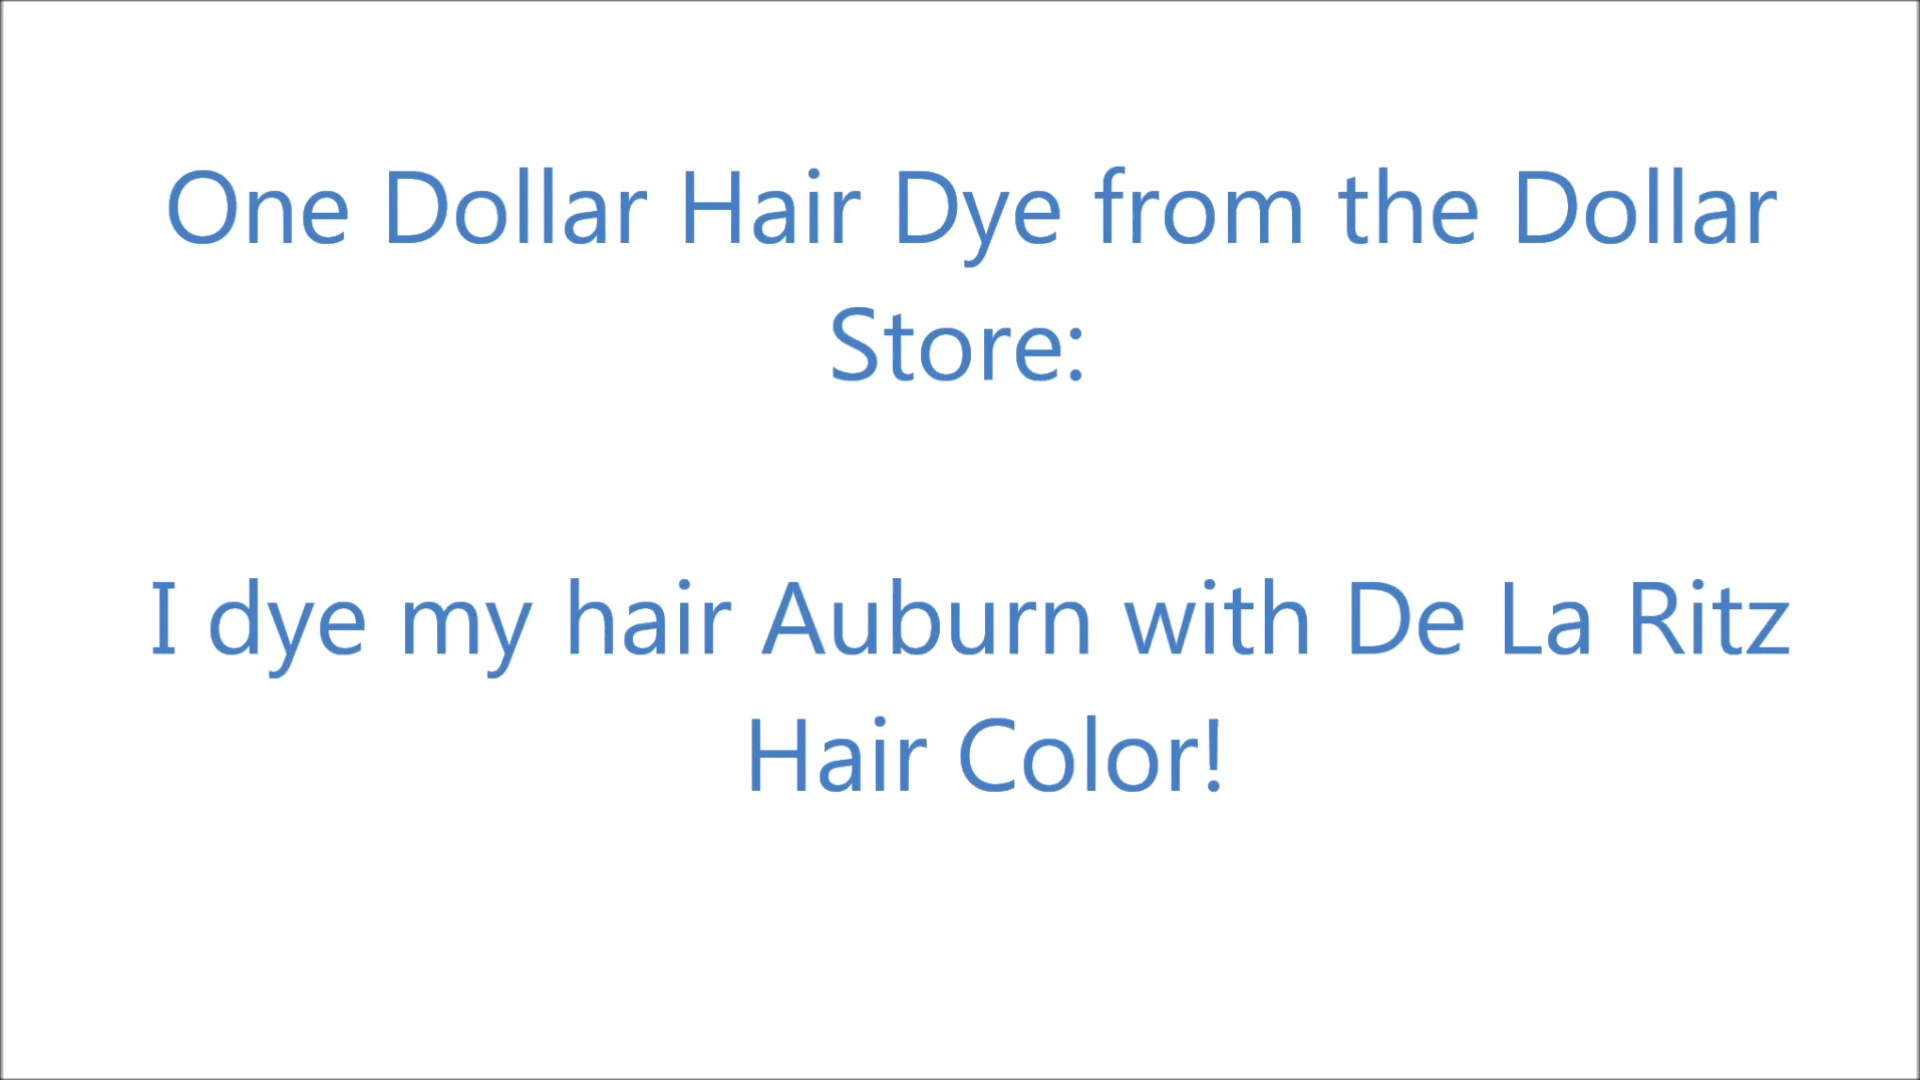 One Dollar Hair Dye from the Dollar
Store:
I dye my hair Auburn with De La Ritz
Hair Color!